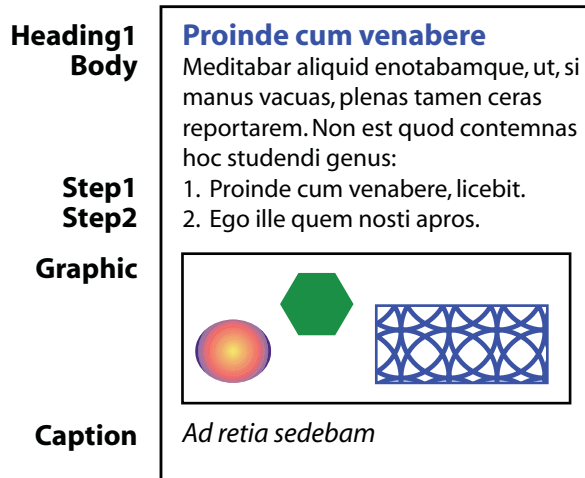 Heading1 Proinde cum venabere
Body Meditabar aliquid enotabamque, ut, si
manus vacuas, plenas tamen ceras
reportarem. Non est quod contemnas
hoc studendi genus:
Step1 1. Proinde cum venabere, licebit.
Step2 2. Ego ille quem nosti apros.
Graphic
Caption Ad retia sedebam